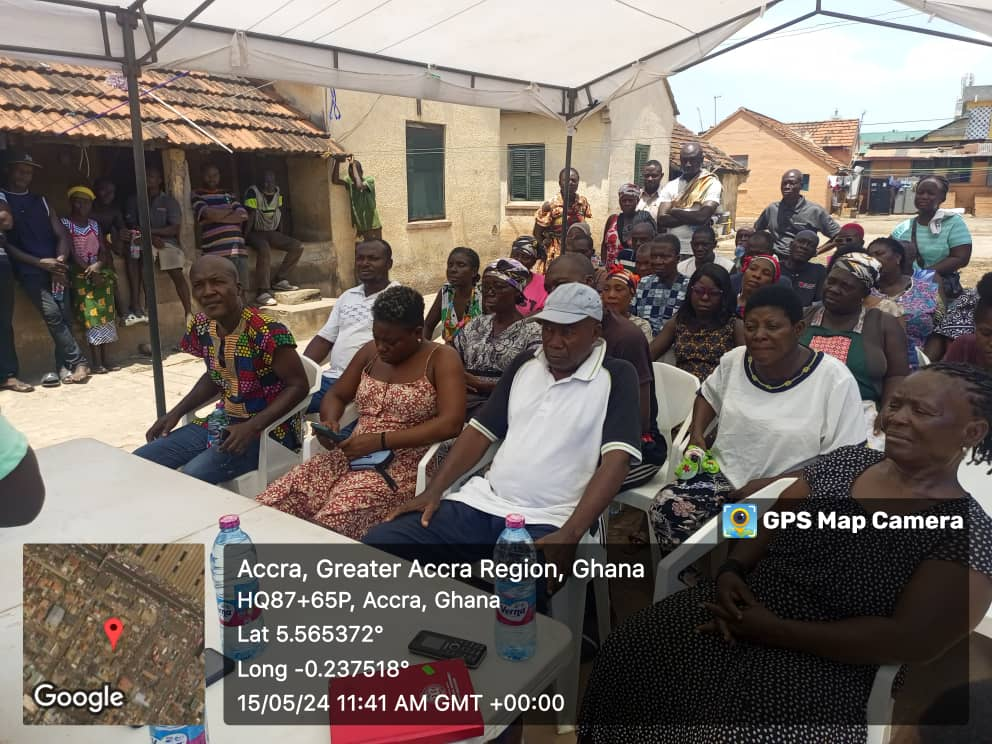 GPS Map Camera
Accra, Greater Accra Region, Ghana
HQ87+65P, Accra, Ghana
Lat 5.565372°
Long -0.237518°
15/05/24 11:41 AM GMT +00:00
Google